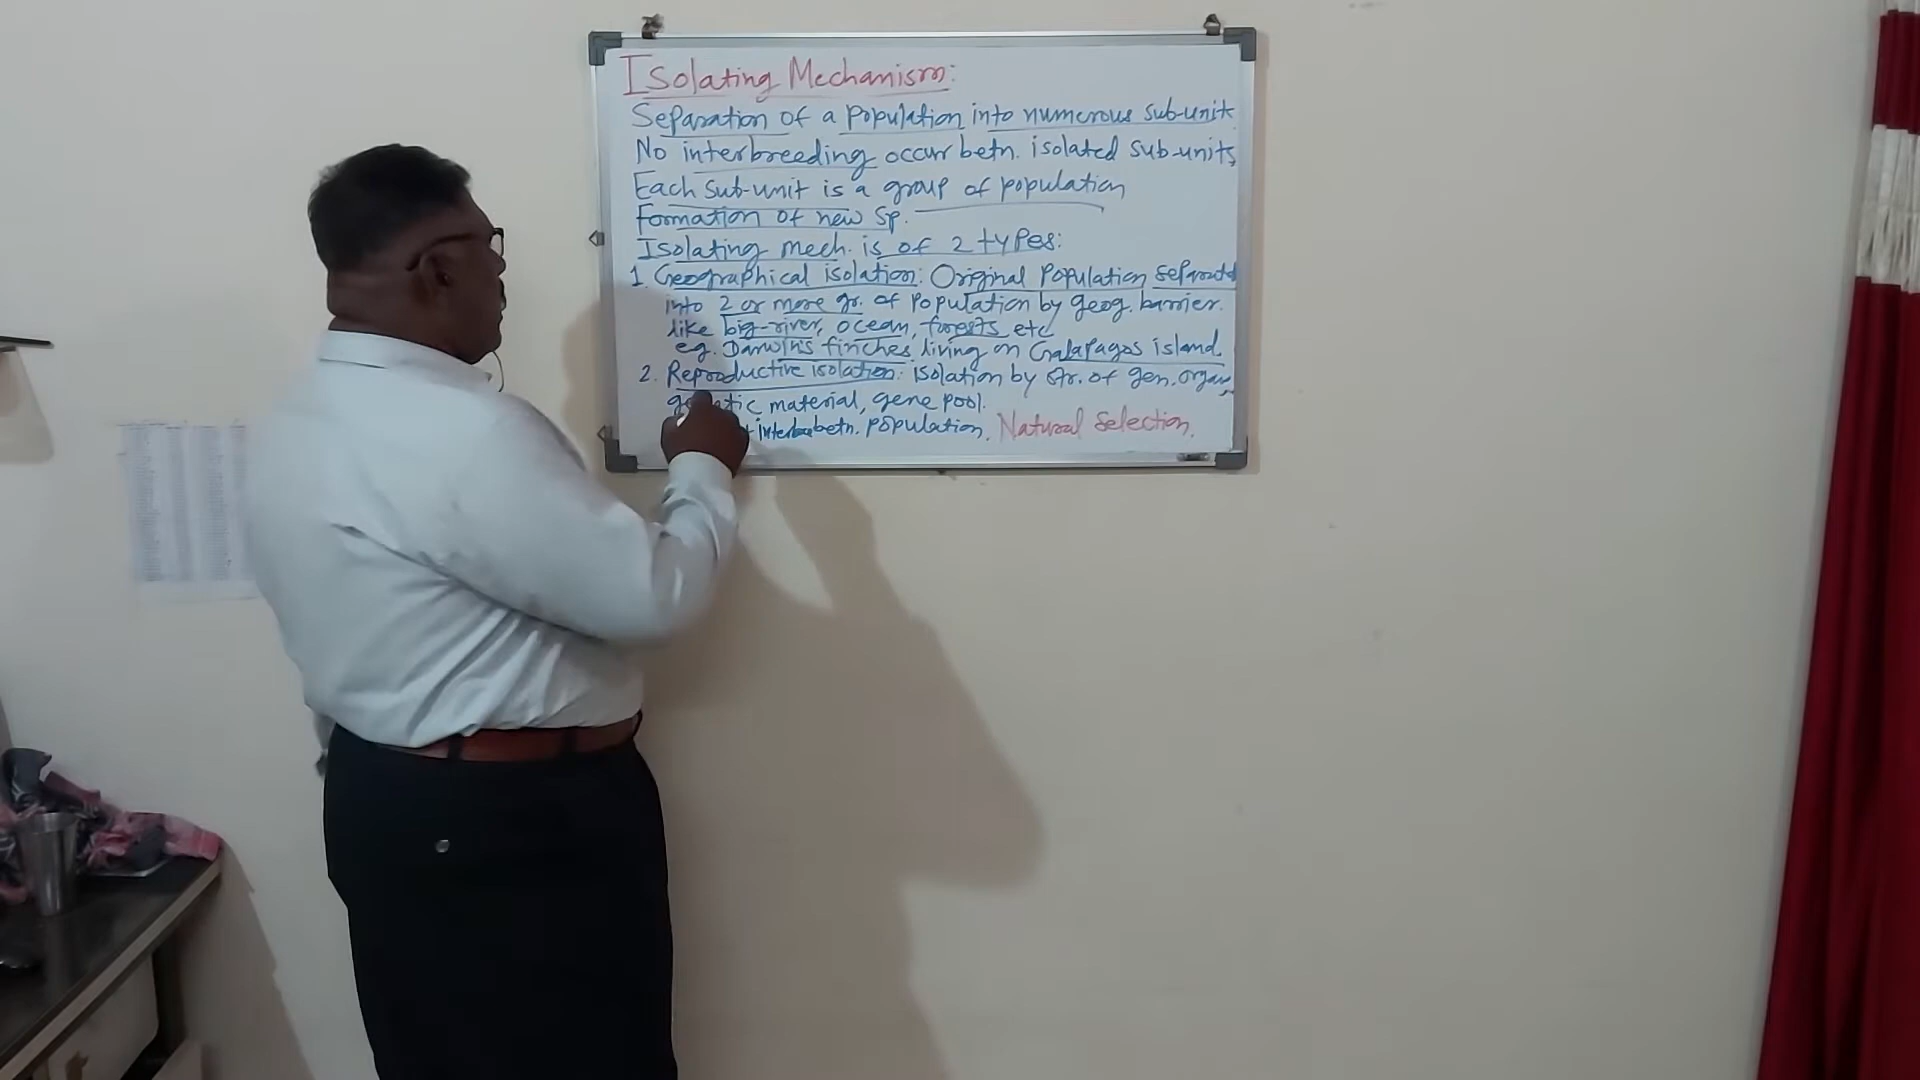 Isolating Mechanism:
Separation of a population into numerous sub-unit.
No interbreeding occurr betn. isolated sub-units,
Each sub-unit is a group of population
Formation of new Sp.
Isolating mech. is of 2 types:
1. Geographical isolation: Original Population separated
into 2 or more gr. of population by geog. barrier.
like big-river, ocean, forests etc
eg. Darwin's finches living on Galapagos island.
2. Reproductive isolation: isolation by str. of gen. organs,
genetic material, gene pool.
betn. population. Natural Selection.